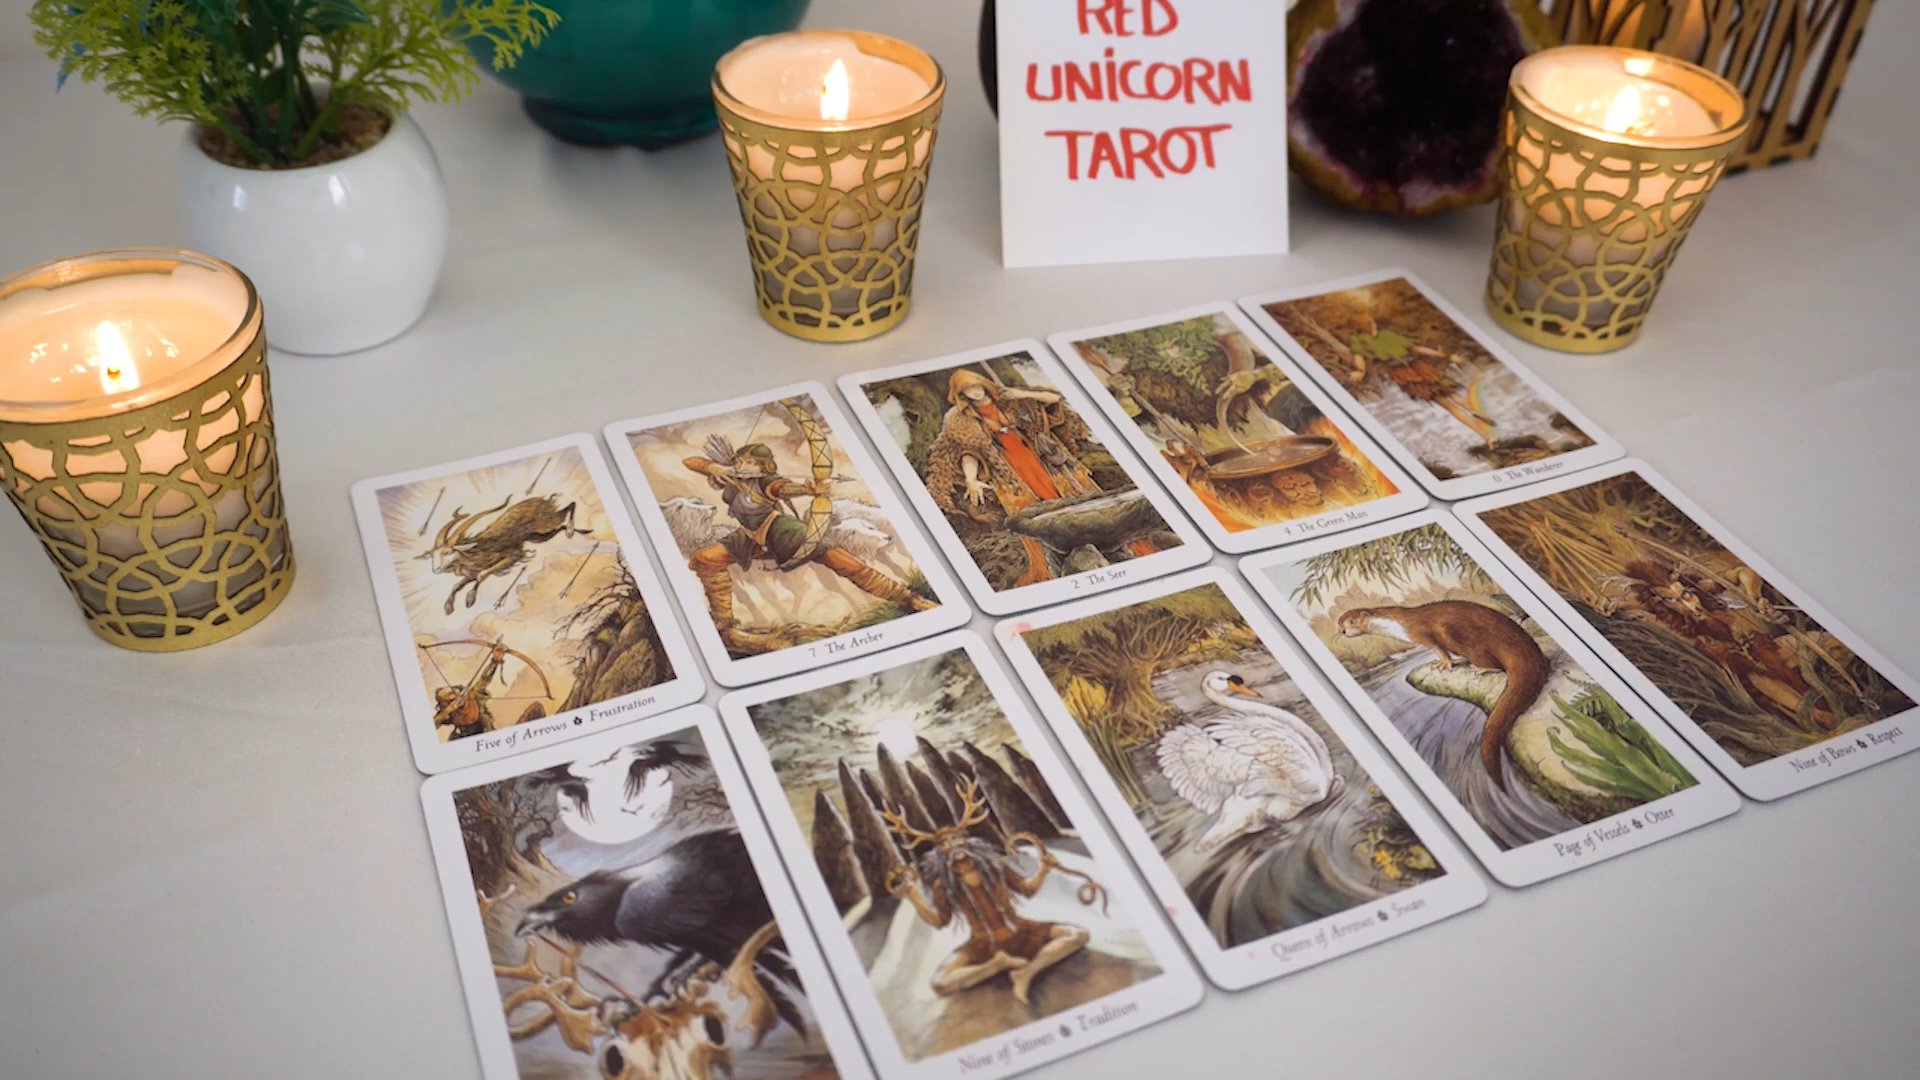 RED
UNICORN
TAROT
0 The Wanderer
4 The Green Man
2 The Seer
7 The Archer
Five of Arrows Frustration
Nine of Bows Respect
Page of Vessels Otter
Queen of Arrows Swan
Nine of Stones Tradition